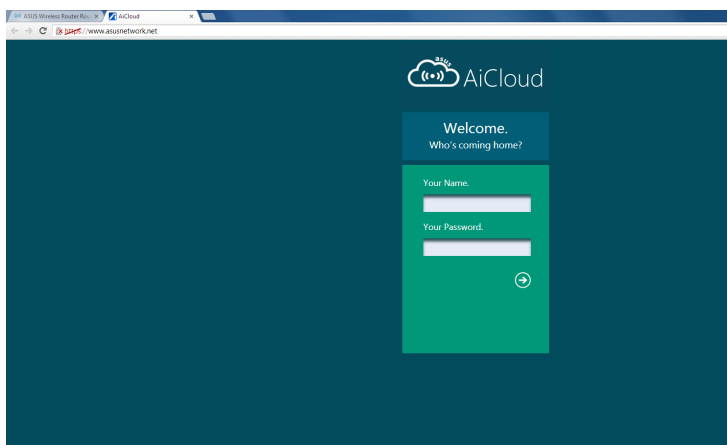 ASUS Wireless Router Rou
AiCloud
https://www.asusnetwork.net
asus
AiCloud
Welcome.
Who's coming home?
Your Name.
Your Password.